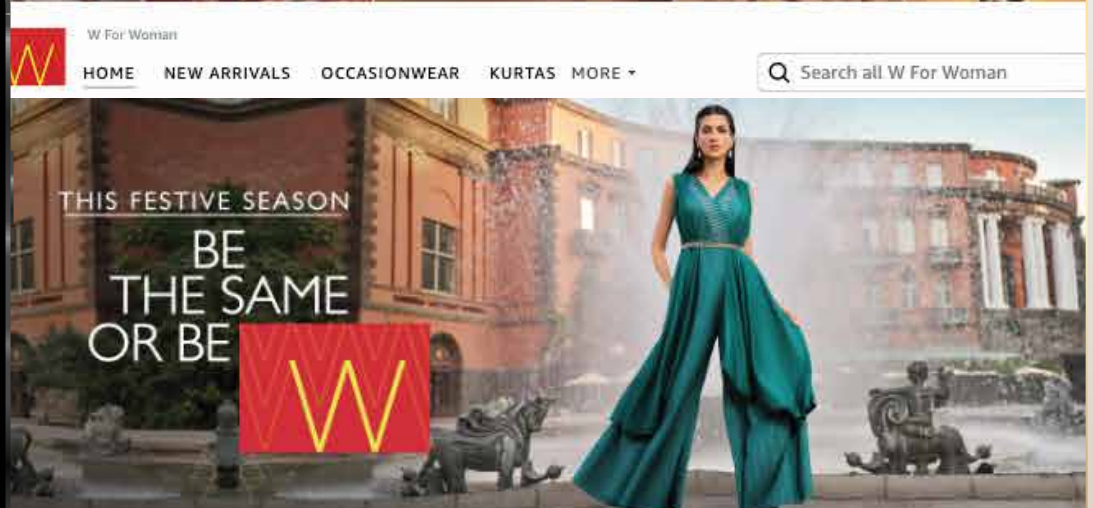 W For Woman
W
HOME NEW ARRIVALS OCCASIONWEAR KURTAS MORE
Search all W For Woman
THIS FESTIVE SEASON
BE
THE SAME
OR BE
W